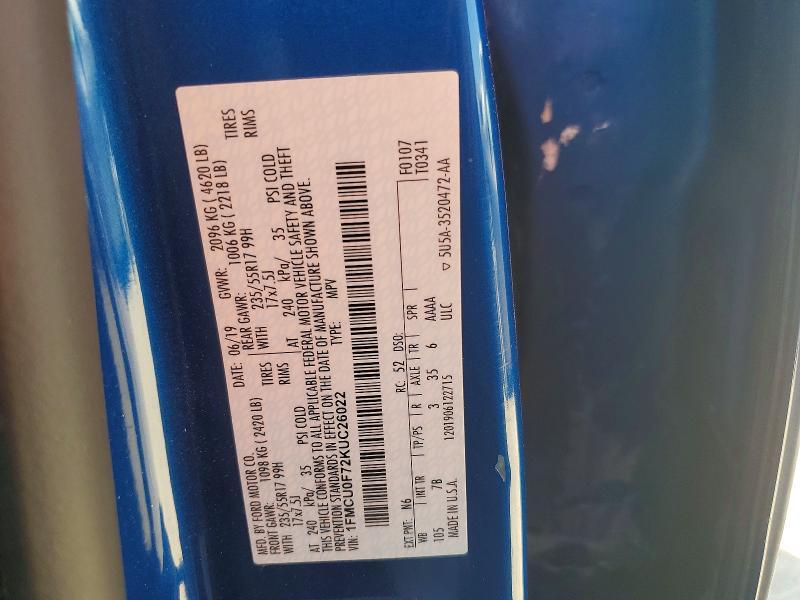 MFD. BY FORD MOTOR CO.
DATE: 06/19 GVWR: 2096 KG ( 4620 LB)
FRONT GAWR: 1098 KG ( 2420 LB) REAR GAWR: 1006 KG ( 2218 LB)
WITH 235/55R17 99H TIRES WITH 235/55R17 99H TIRES
17x7.5J RIMS 17x7.5J RIMS
AT 240 kPa/ 35 PSI COLD AT 240 kPa/ 35 PSI COLD
THIS VEHICLE CONFORMS TO ALL APPLICABLE FEDERAL MOTOR VEHICLE SAFETY AND THEFT
PREVENTION STANDARDS IN EFFECT ON THE DATE OF MANUFACTURE SHOWN ABOVE.
VIN: 1FMCU0F72KUC26022 TYPE: MPV
F0107
T0341
EXT PNT: N6 RC: 52 DSO:
WB INT TR TP/PS R AXLE TR SPR
105 7B 3 35 6 AAAA
MADE IN U.S.A. 1201906122715 ULC
▽ 5U5A-3520472-AA